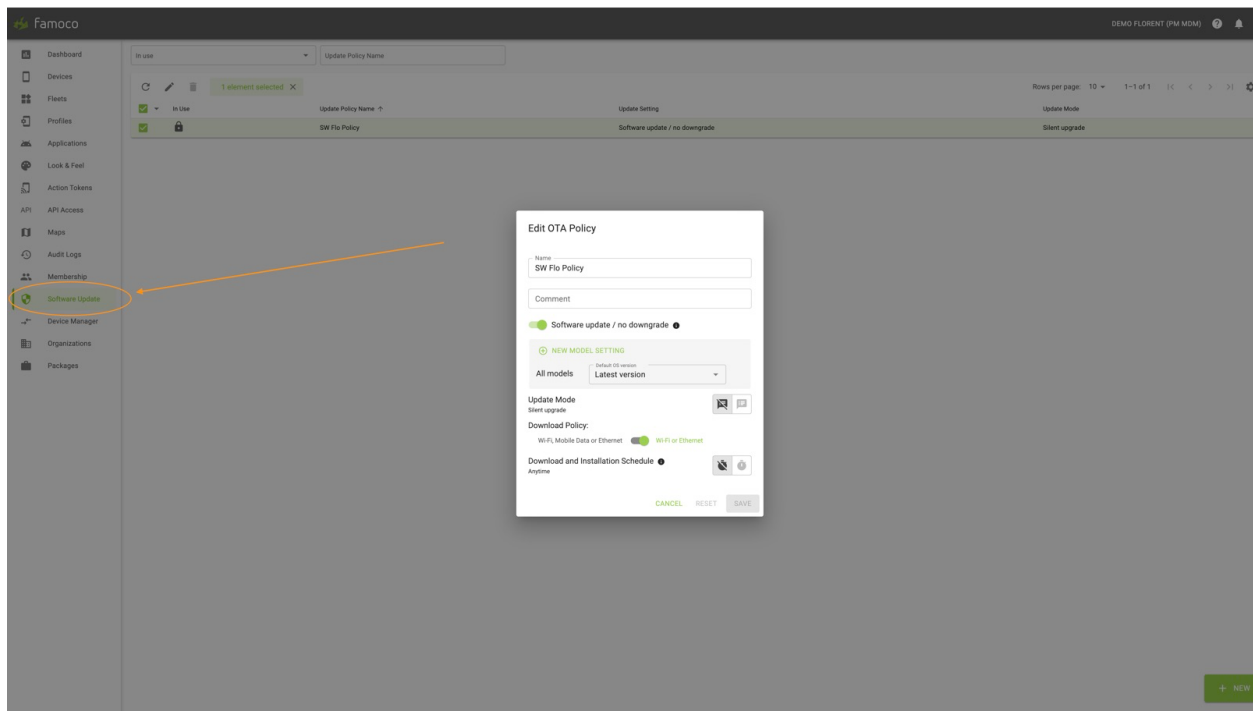 famoco
DEMO FLORENT (PM MDM)
Dashboard
Devices
Fleets
Profiles
Applications
Look & Feel
Action Tokens
API API Access
Maps
Audit Logs
Membership
Software Update
Device Manager
Organizations
Packages
In use
Update Policy Name
1 element selected
Rows per page: 10
1–1 of 1
In Use
Update Policy Name
Update Setting
Update Mode
SW Flo Policy
Software update / no downgrade
Silent upgrade
Edit OTA Policy
Name
SW Flo Policy
Comment
Software update / no downgrade
NEW MODEL SETTING
All models
Default OS version
Latest version
Update Mode
Silent upgrade
Download Policy:
Wi-Fi, Mobile Data or Ethernet
Wi-Fi or Ethernet
Download and Installation Schedule
Anytime
CANCEL
RESET
SAVE
+ NEW